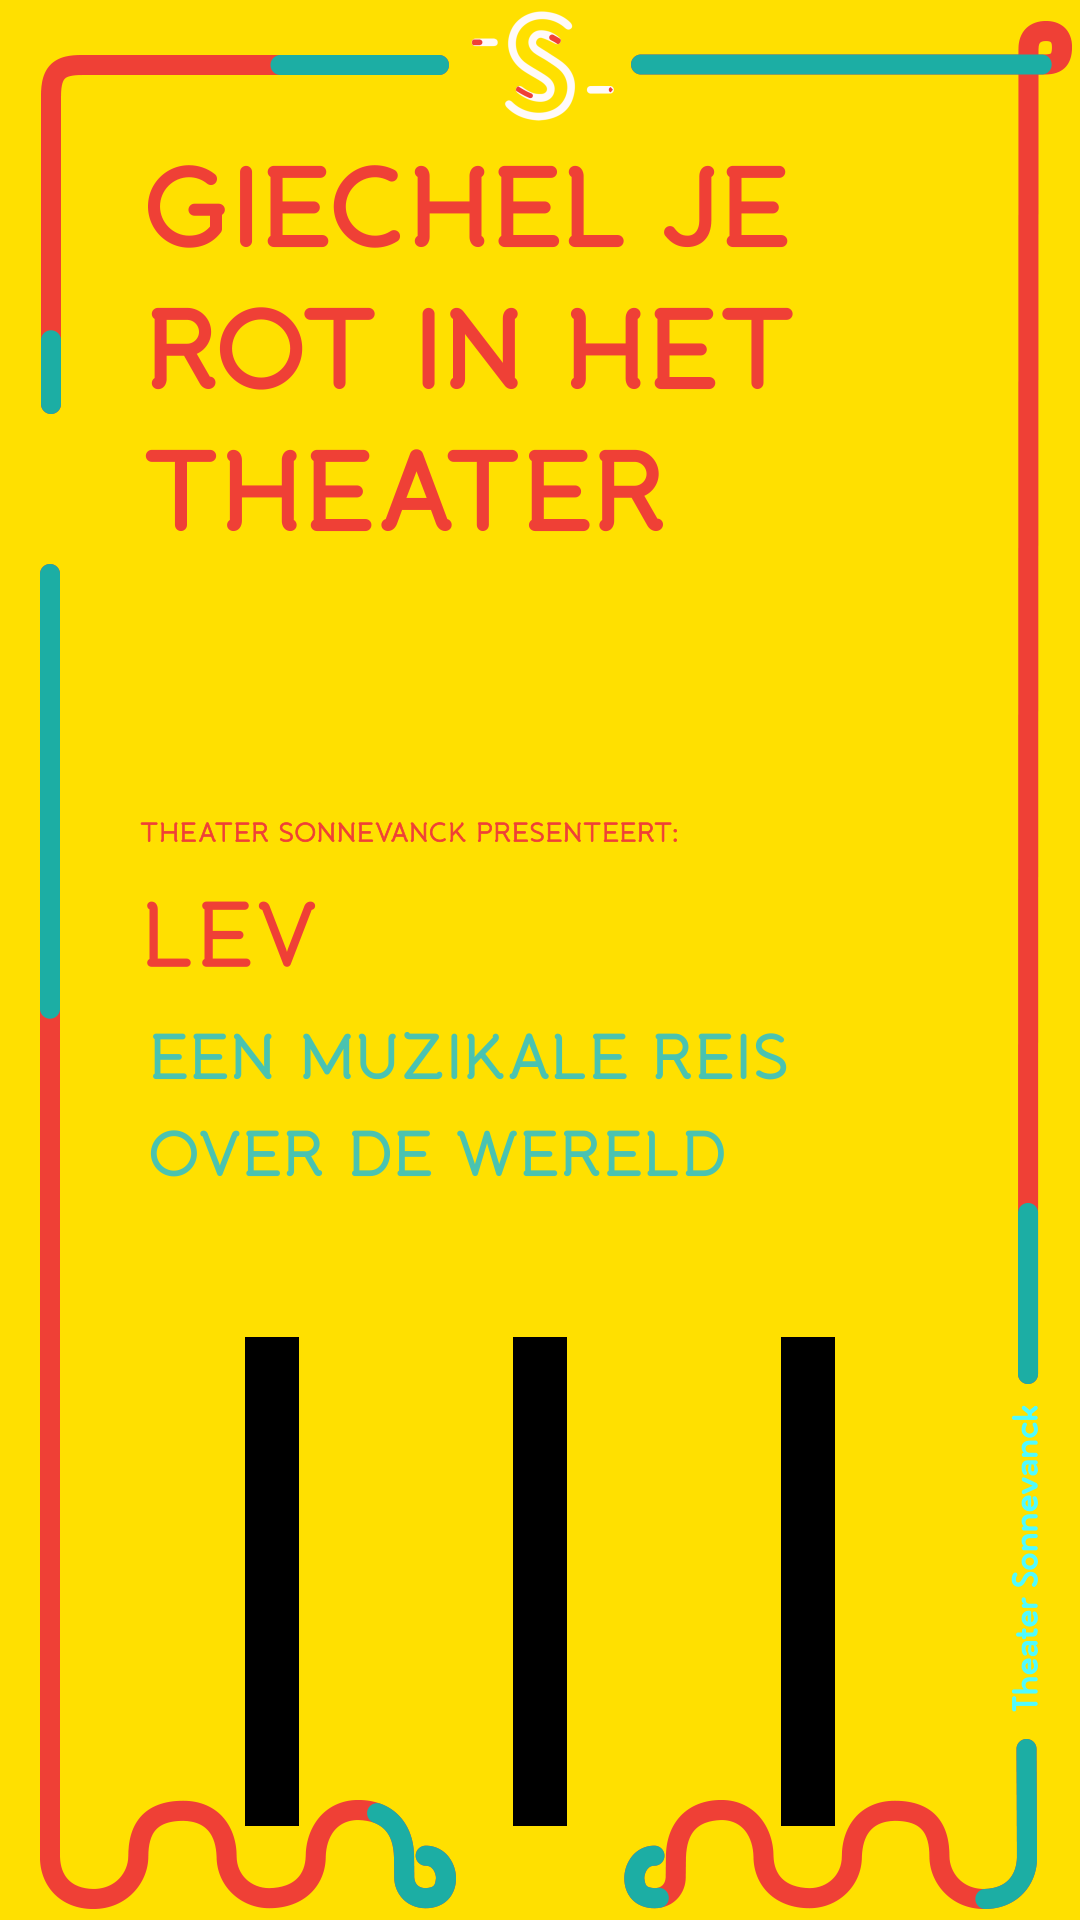 S
GIECHEL JE
ROT IN HET
THEATER
THEATER SONNEVANCK PRESENTEERT:
LEV
EEN MUZIKALE REIS
OVER DE WERELD
Theater Sonnevanck